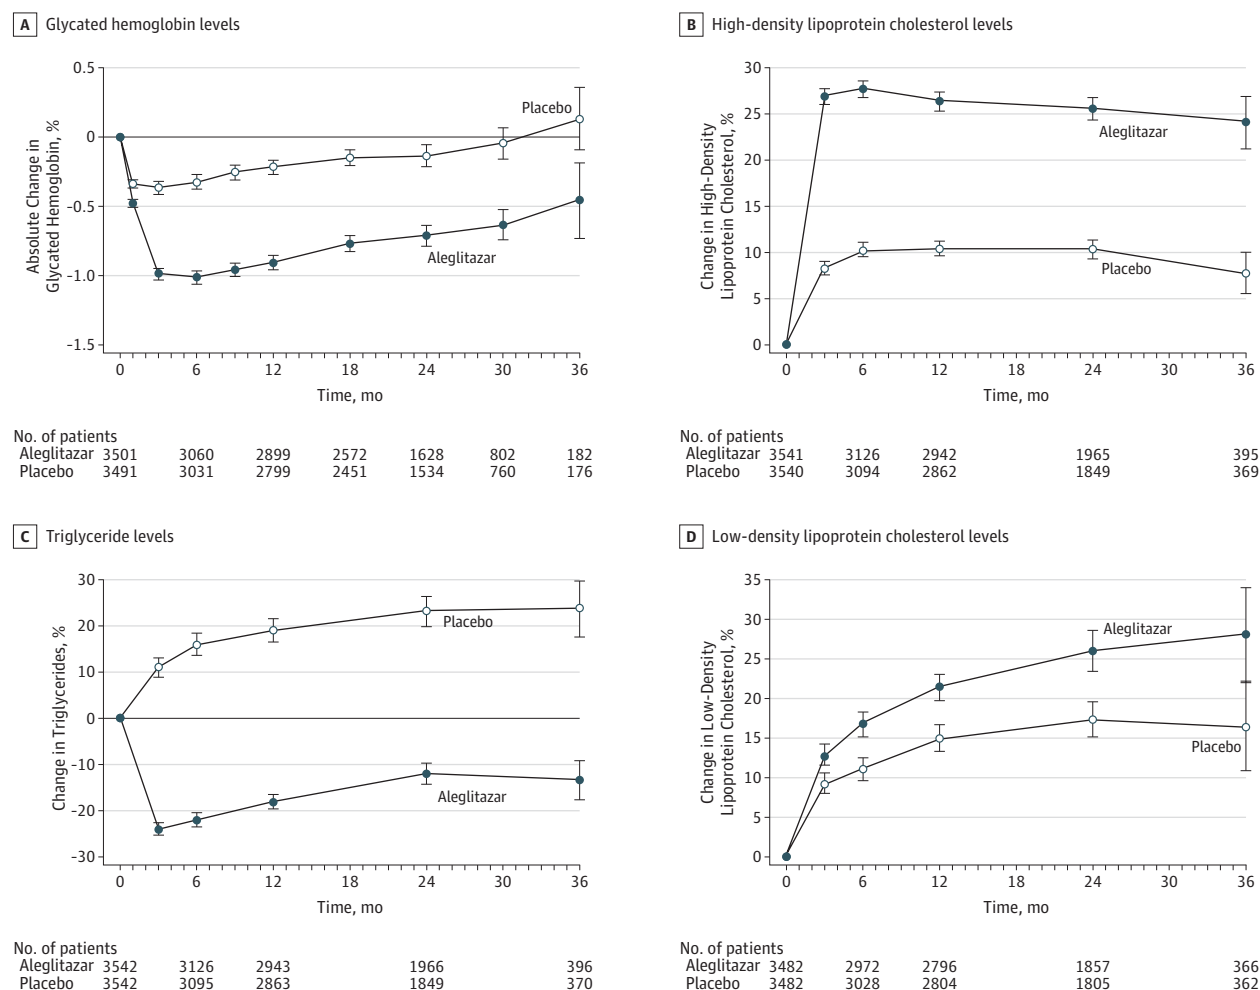 A Glycated hemoglobin levels
0.5
0
-0.5
-1.0
-1.5
Absolute Change in
Glycated Hemoglobin, %
Placebo
Aleglitazar
0 6 12 18 24 30 36
Time, mo
No. of patients
Aleglitazar 3501 3060 2899 2572 1628 802 182
Placebo 3491 3031 2799 2451 1534 760 176
B High-density lipoprotein cholesterol levels
30
25
20
15
10
5
0
Change in High-Density
Lipoprotein Cholesterol, %
Aleglitazar
Placebo
0 6 12 18 24 30 36
Time, mo
No. of patients
Aleglitazar 3541 3126 2942 1965 395
Placebo 3540 3094 2862 1849 369
C Triglyceride levels
30
20
10
0
-10
-20
-30
Change in Triglycerides, %
Placebo
Aleglitazar
0 6 12 18 24 30 36
Time, mo
No. of patients
Aleglitazar 3542 3126 2943 1966 396
Placebo 3542 3095 2863 1849 370
D Low-density lipoprotein cholesterol levels
35
30
25
20
15
10
5
0
Change in Low-Density
Lipoprotein Cholesterol, %
Aleglitazar
Placebo
0 6 12 18 24 30 36
Time, mo
No. of patients
Aleglitazar 3482 2972 2796 1857 366
Placebo 3482 3028 2804 1805 362